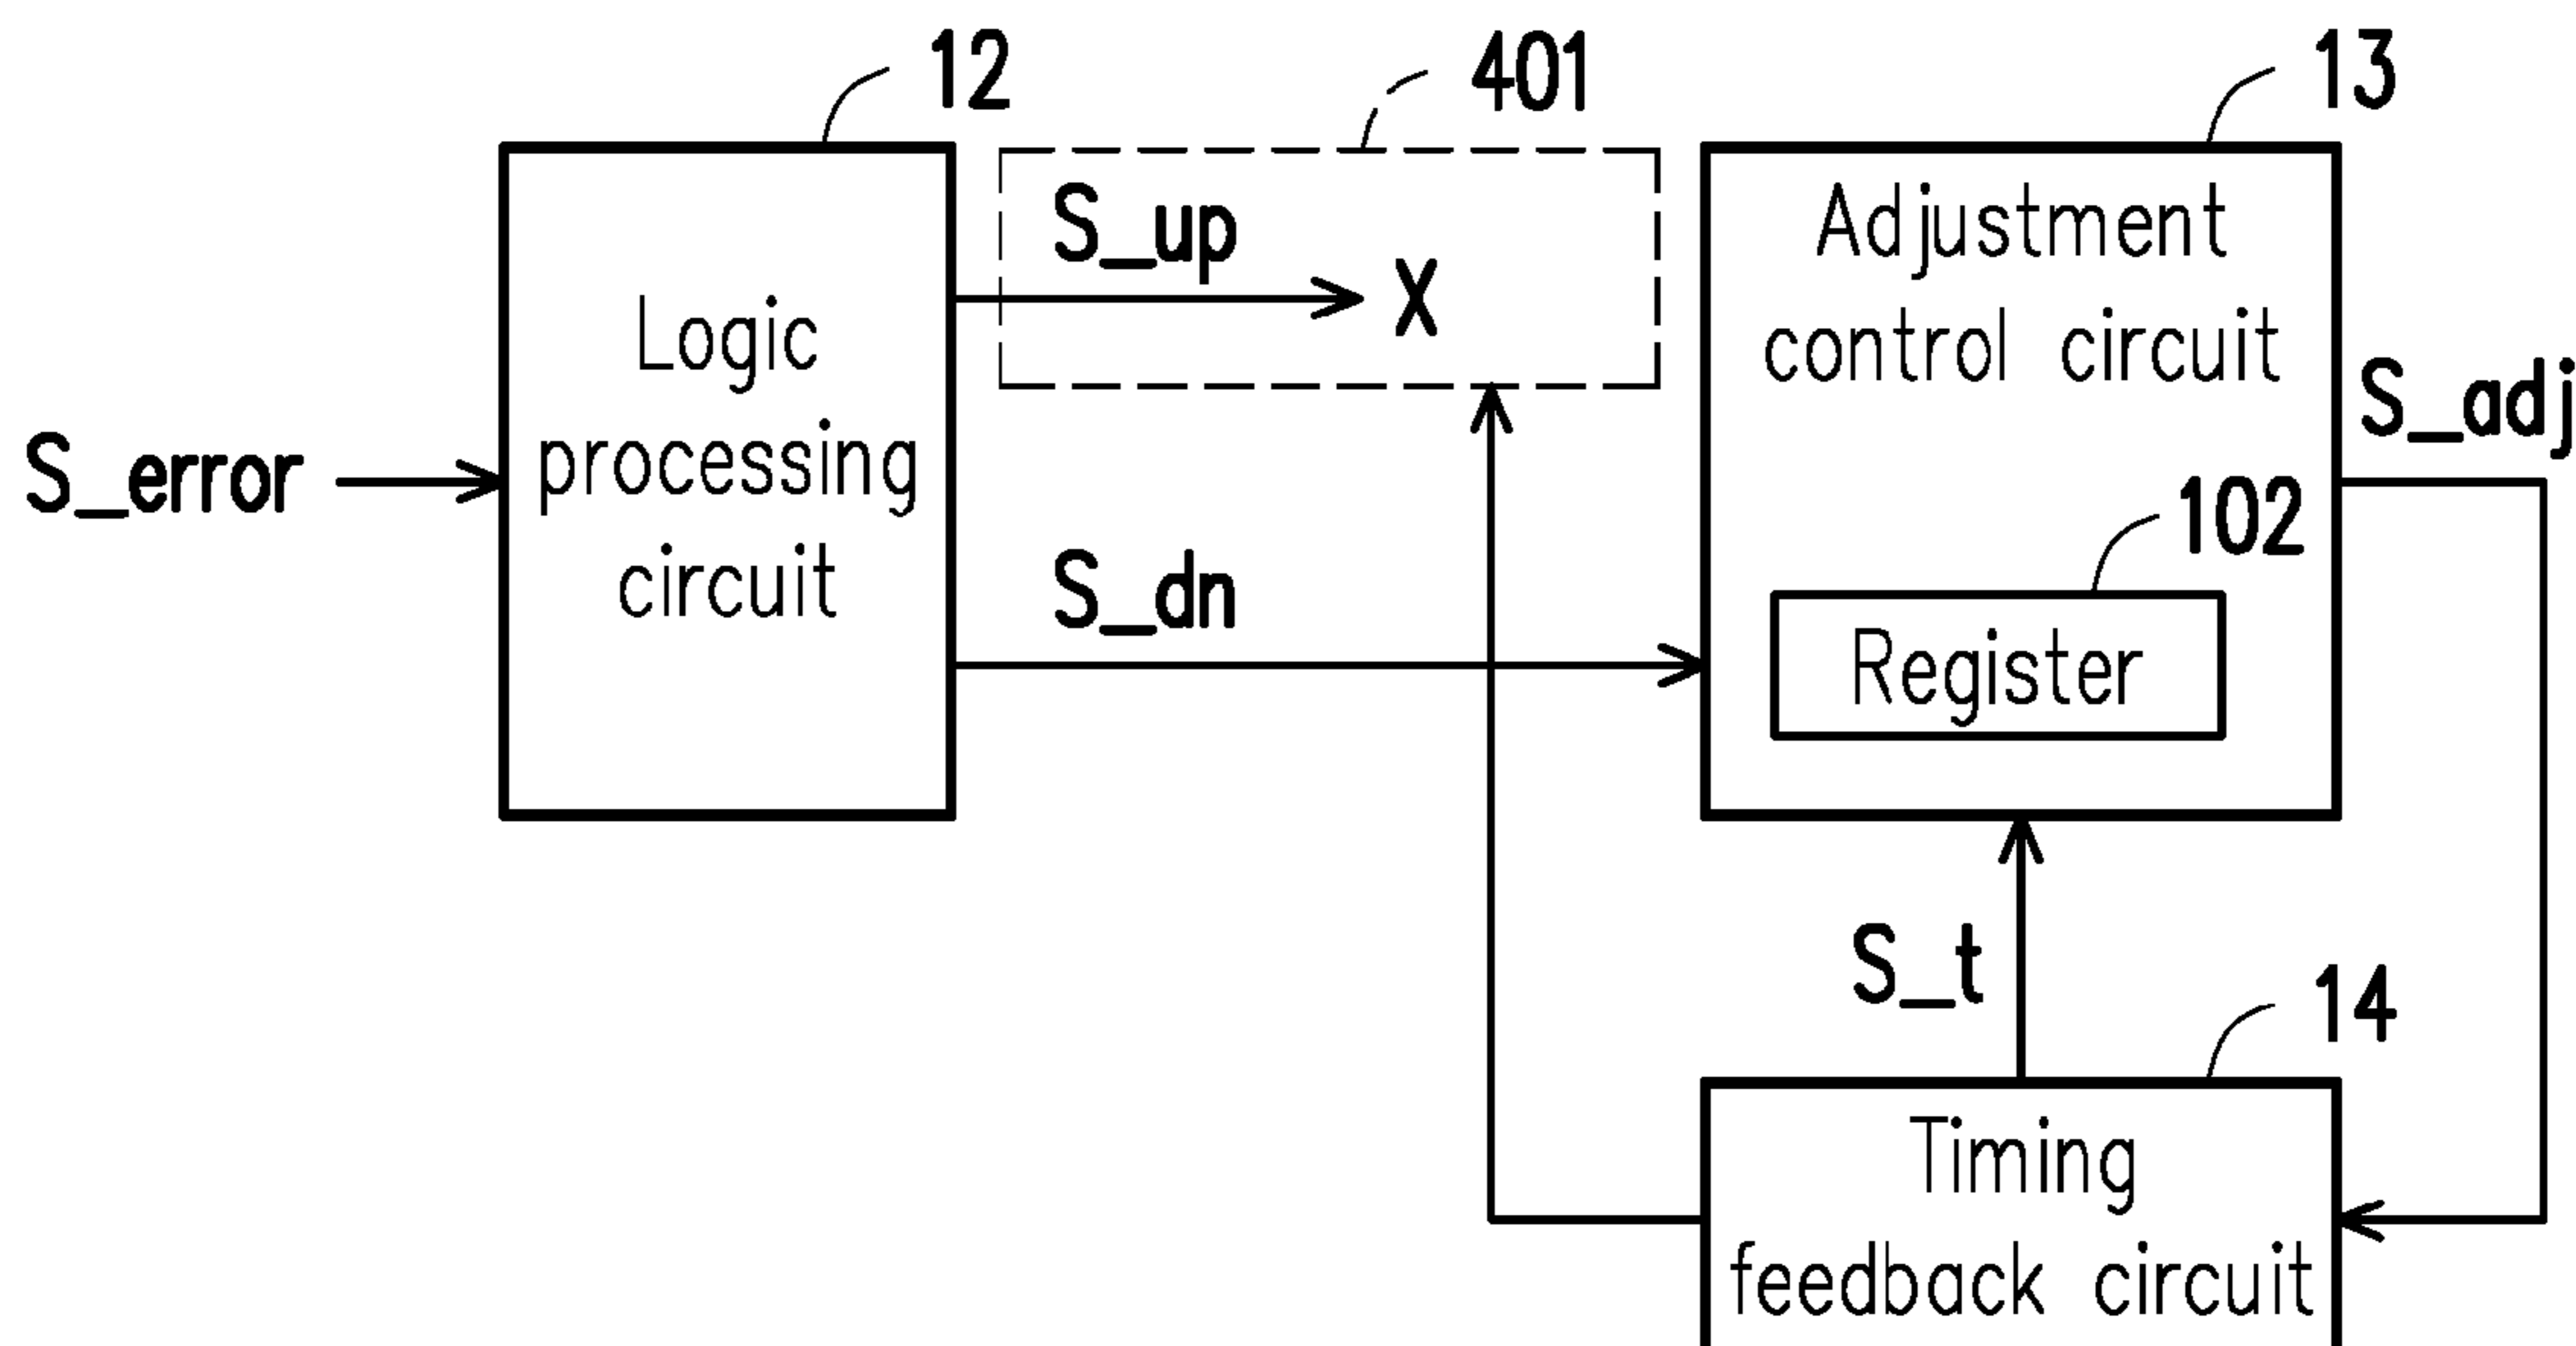 12
401
13
S_up
X
Adjustment
control circuit
Logic
processing
circuit
S_error
S_adj
102
S_dn
Register
S_t
14
Timing
feedback circuit